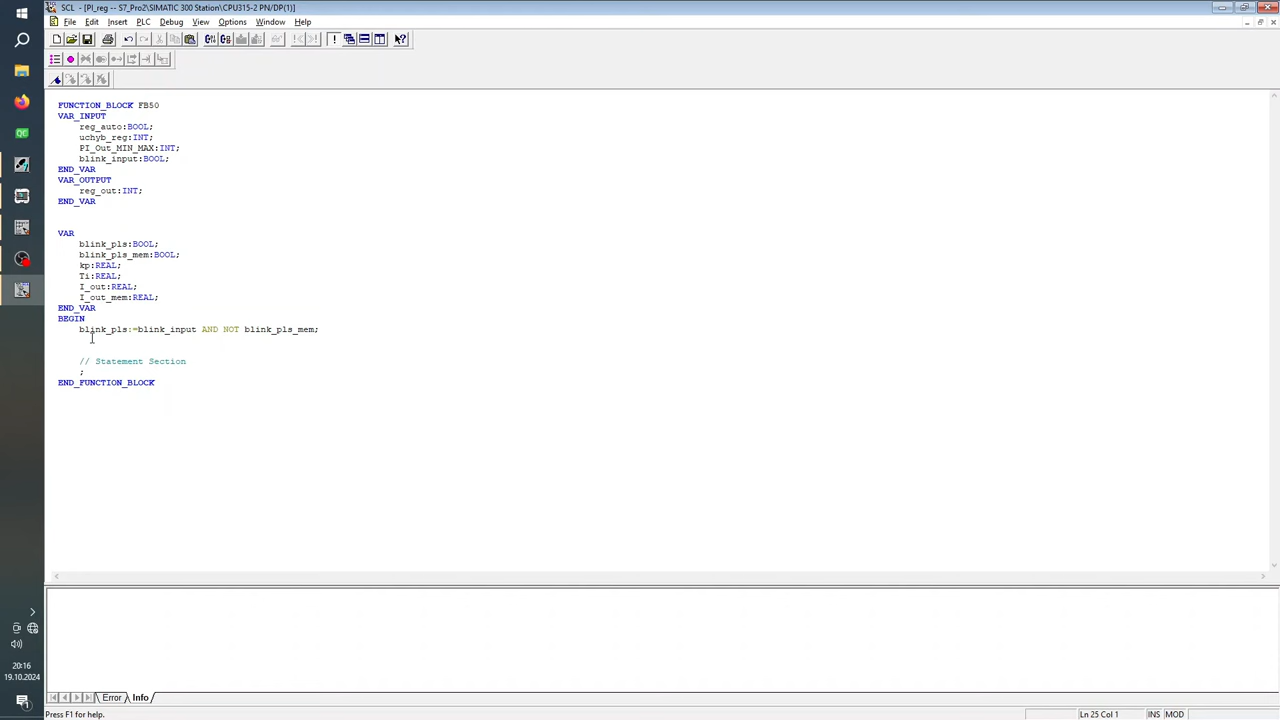 SCL - [PI_reg -- S7_Pro2\SIMATIC 300 Station\CPU315-2 PN/DP(1)]
File Edit Insert PLC Debug View Options Window Help
FUNCTION_BLOCK FB50
VAR_INPUT
reg_auto:BOOL;
uchyb_reg:INT;
PI_Out_MIN_MAX:INT;
blink_input:BOOL;
END_VAR
VAR_OUTPUT
reg_out:INT;
END_VAR
VAR
blink_pls:BOOL;
blink_pls_mem:BOOL;
kp:REAL;
Ti:REAL;
I_out:REAL;
I_out_mem:REAL;
END_VAR
BEGIN
blink_pls:=blink_input AND NOT blink_pls_mem;
// Statement Section
;
END_FUNCTION_BLOCK
20:16
19.10.2024
Error Info
Press F1 for help.
Ln 25 Col 1 INS MOD